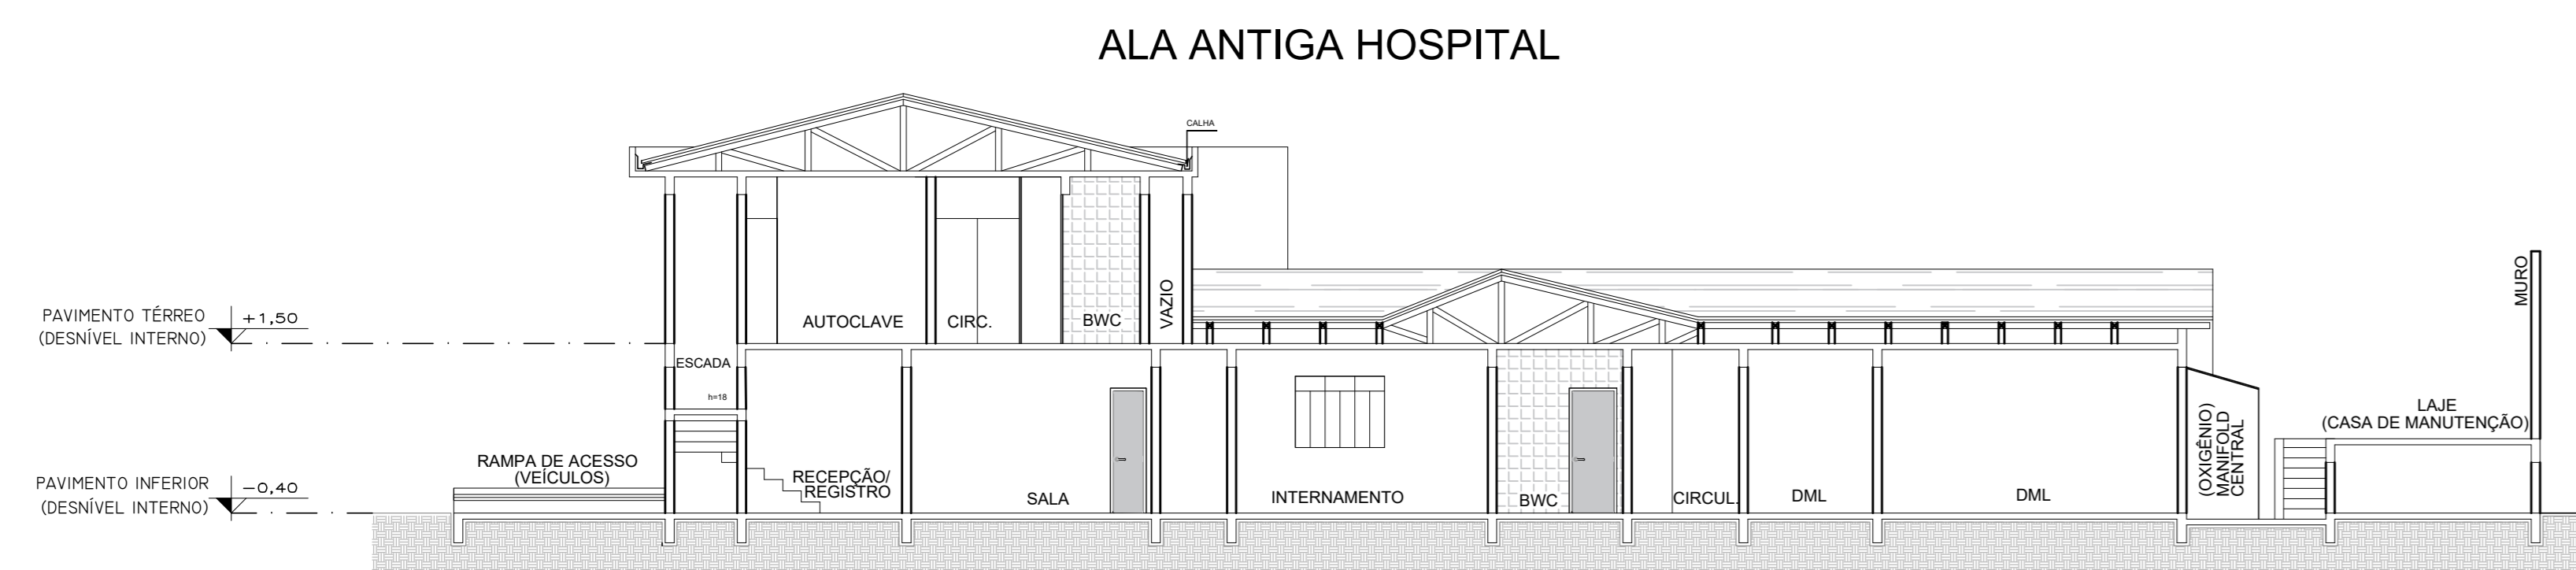 ALA ANTIGA HOSPITAL
CALHA
PAVIMENTO TÉRREO
(DESNÍVEL INTERNO)
+1,50
AUTOCLAVE
CIRC.
BWC
VAZIO
MURO
ESCADA
h=18
PAVIMENTO INFERIOR
(DESNÍVEL INTERNO)
-0,40
RAMPA DE ACESSO
(VEÍCULOS)
RECEPÇÃO/
REGISTRO
SALA
INTERNAMENTO
BWC
CIRCUL.
DML
DML
(OXIGÊNIO)
MANIFOLD
CENTRAL
LAJE
(CASA DE MANUTENÇÃO)